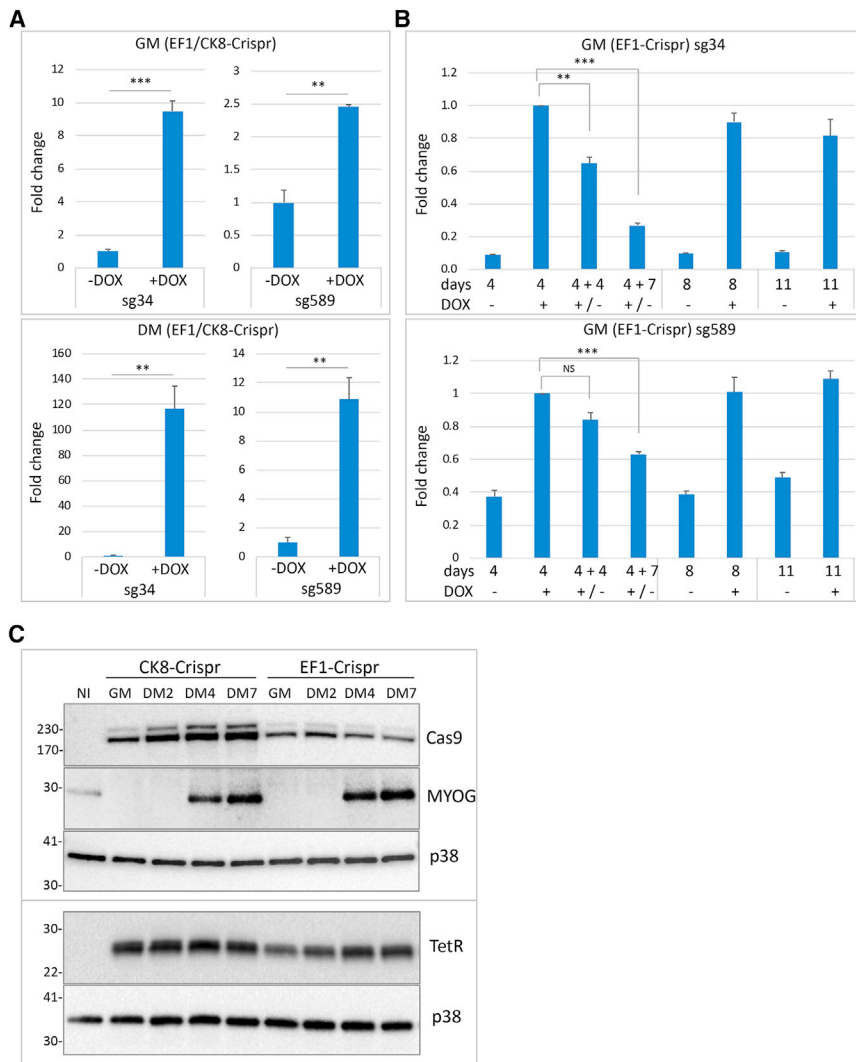 A
GM (EF1/CK8-Crispr)
Fold change
12
10
8
6
4
2
0
***
-DOX +DOX
sg34
3
2.5
2
1.5
1
0.5
0
**
-DOX +DOX
sg589
DM (EF1/CK8-Crispr)
Fold change
160
140
120
100
80
60
40
20
0
**
-DOX +DOX
sg34
14
12
10
8
6
4
2
0
**
-DOX +DOX
sg589
B
GM (EF1-Crispr) sg34
Fold change
1.2
1.0
0.8
0.6
0.4
0.2
0.0
***
**
days 4 4 4 + 4 4 + 7 8 8 11 11
DOX - + + / - + / - - + - +
GM (EF1-Crispr) sg589
Fold change
1.2
1
0.8
0.6
0.4
0.2
0
***
NS
days 4 4 4 + 4 4 + 7 8 8 11 11
DOX - + + / - + / - - + - +
C
CK8-Crispr EF1-Crispr
NI GM DM2 DM4 DM7 GM DM2 DM4 DM7
230-
170-
Cas9
30-
MYOG
41-
30-
p38
30-
22-
TetR
41-
30-
p38